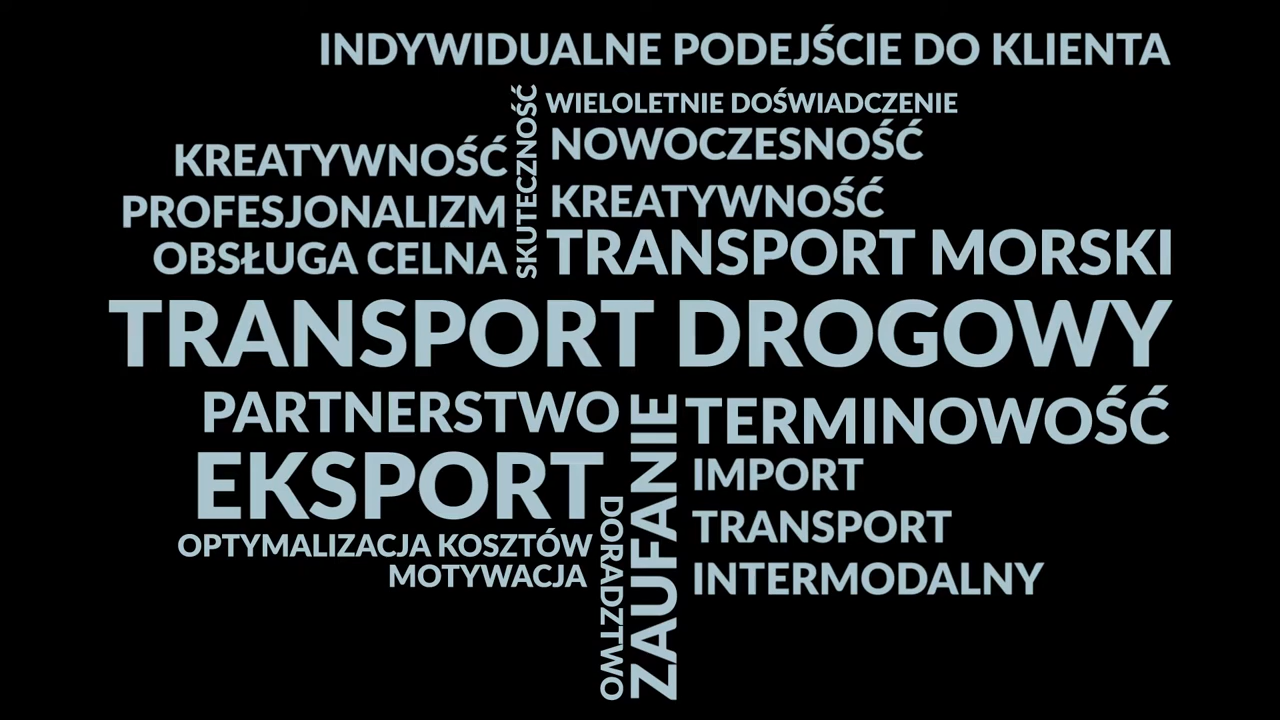 INDYWIDUALNE PODEJŚCIE DO KLIENTA
SKUTECZNOŚĆ
WIELOLETNIE DOŚWIADCZENIE
NOWOCZESNOŚĆ
KREATYWNOŚĆ
PROFESJONALIZM
OBSŁUGA CELNA
KREATYWNOŚĆ
TRANSPORT MORSKI
TRANSPORT DROGOWY
PARTNERSTWO
EKSPORT
OPTYMALIZACJA KOSZTÓW
MOTYWACJA
DORADZTWO
ZAUFANIE
TERMINOWOŚĆ
IMPORT
TRANSPORT
INTERMODALNY